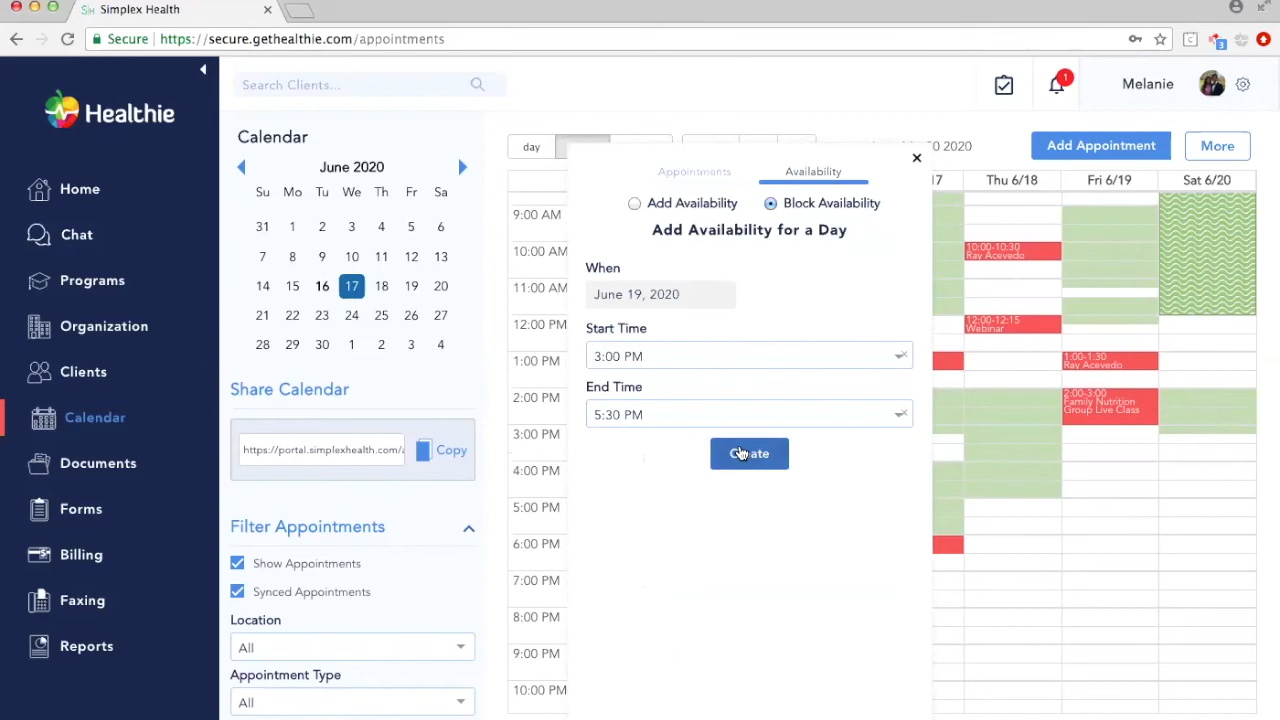 Simplex Health
Secure | https://secure.gethealthie.com/appointments
3
Healthie
Home
Chat
Programs
Organization
Clients
Calendar
Documents
Forms
Billing
Faxing
Reports
Search Clients...
1
Melanie
Calendar
June 2020
Su Mo Tu We Th Fr Sa
31 1 2 3 4 5 6
7 8 9 10 11 12 13
14 15 16 17 18 19 20
21 22 23 24 25 26 27
28 29 30 1 2 3 4
Share Calendar
https://portal.simplexhealth.com/
Copy
Filter Appointments
Show Appointments
Synced Appointments
Location
All
Appointment Type
All
day
2020
Add Appointment
More
17
Thu 6/18
Fri 6/19
Sat 6/20
9:00 AM
10:00 AM
11:00 AM
12:00 PM
1:00 PM
2:00 PM
3:00 PM
4:00 PM
5:00 PM
6:00 PM
7:00 PM
8:00 PM
9:00 PM
10:00 PM
Appointments
Availability
Add Availability
Block Availability
Add Availability for a Day
When
June 19, 2020
Start Time
3:00 PM
End Time
5:30 PM
Create
10:00-10:30
Ray Acevedo
12:00-12:15
Webinar
1:00-1:30
Ray Acevedo
2:00-3:00
Family Nutrition
Group Live Class